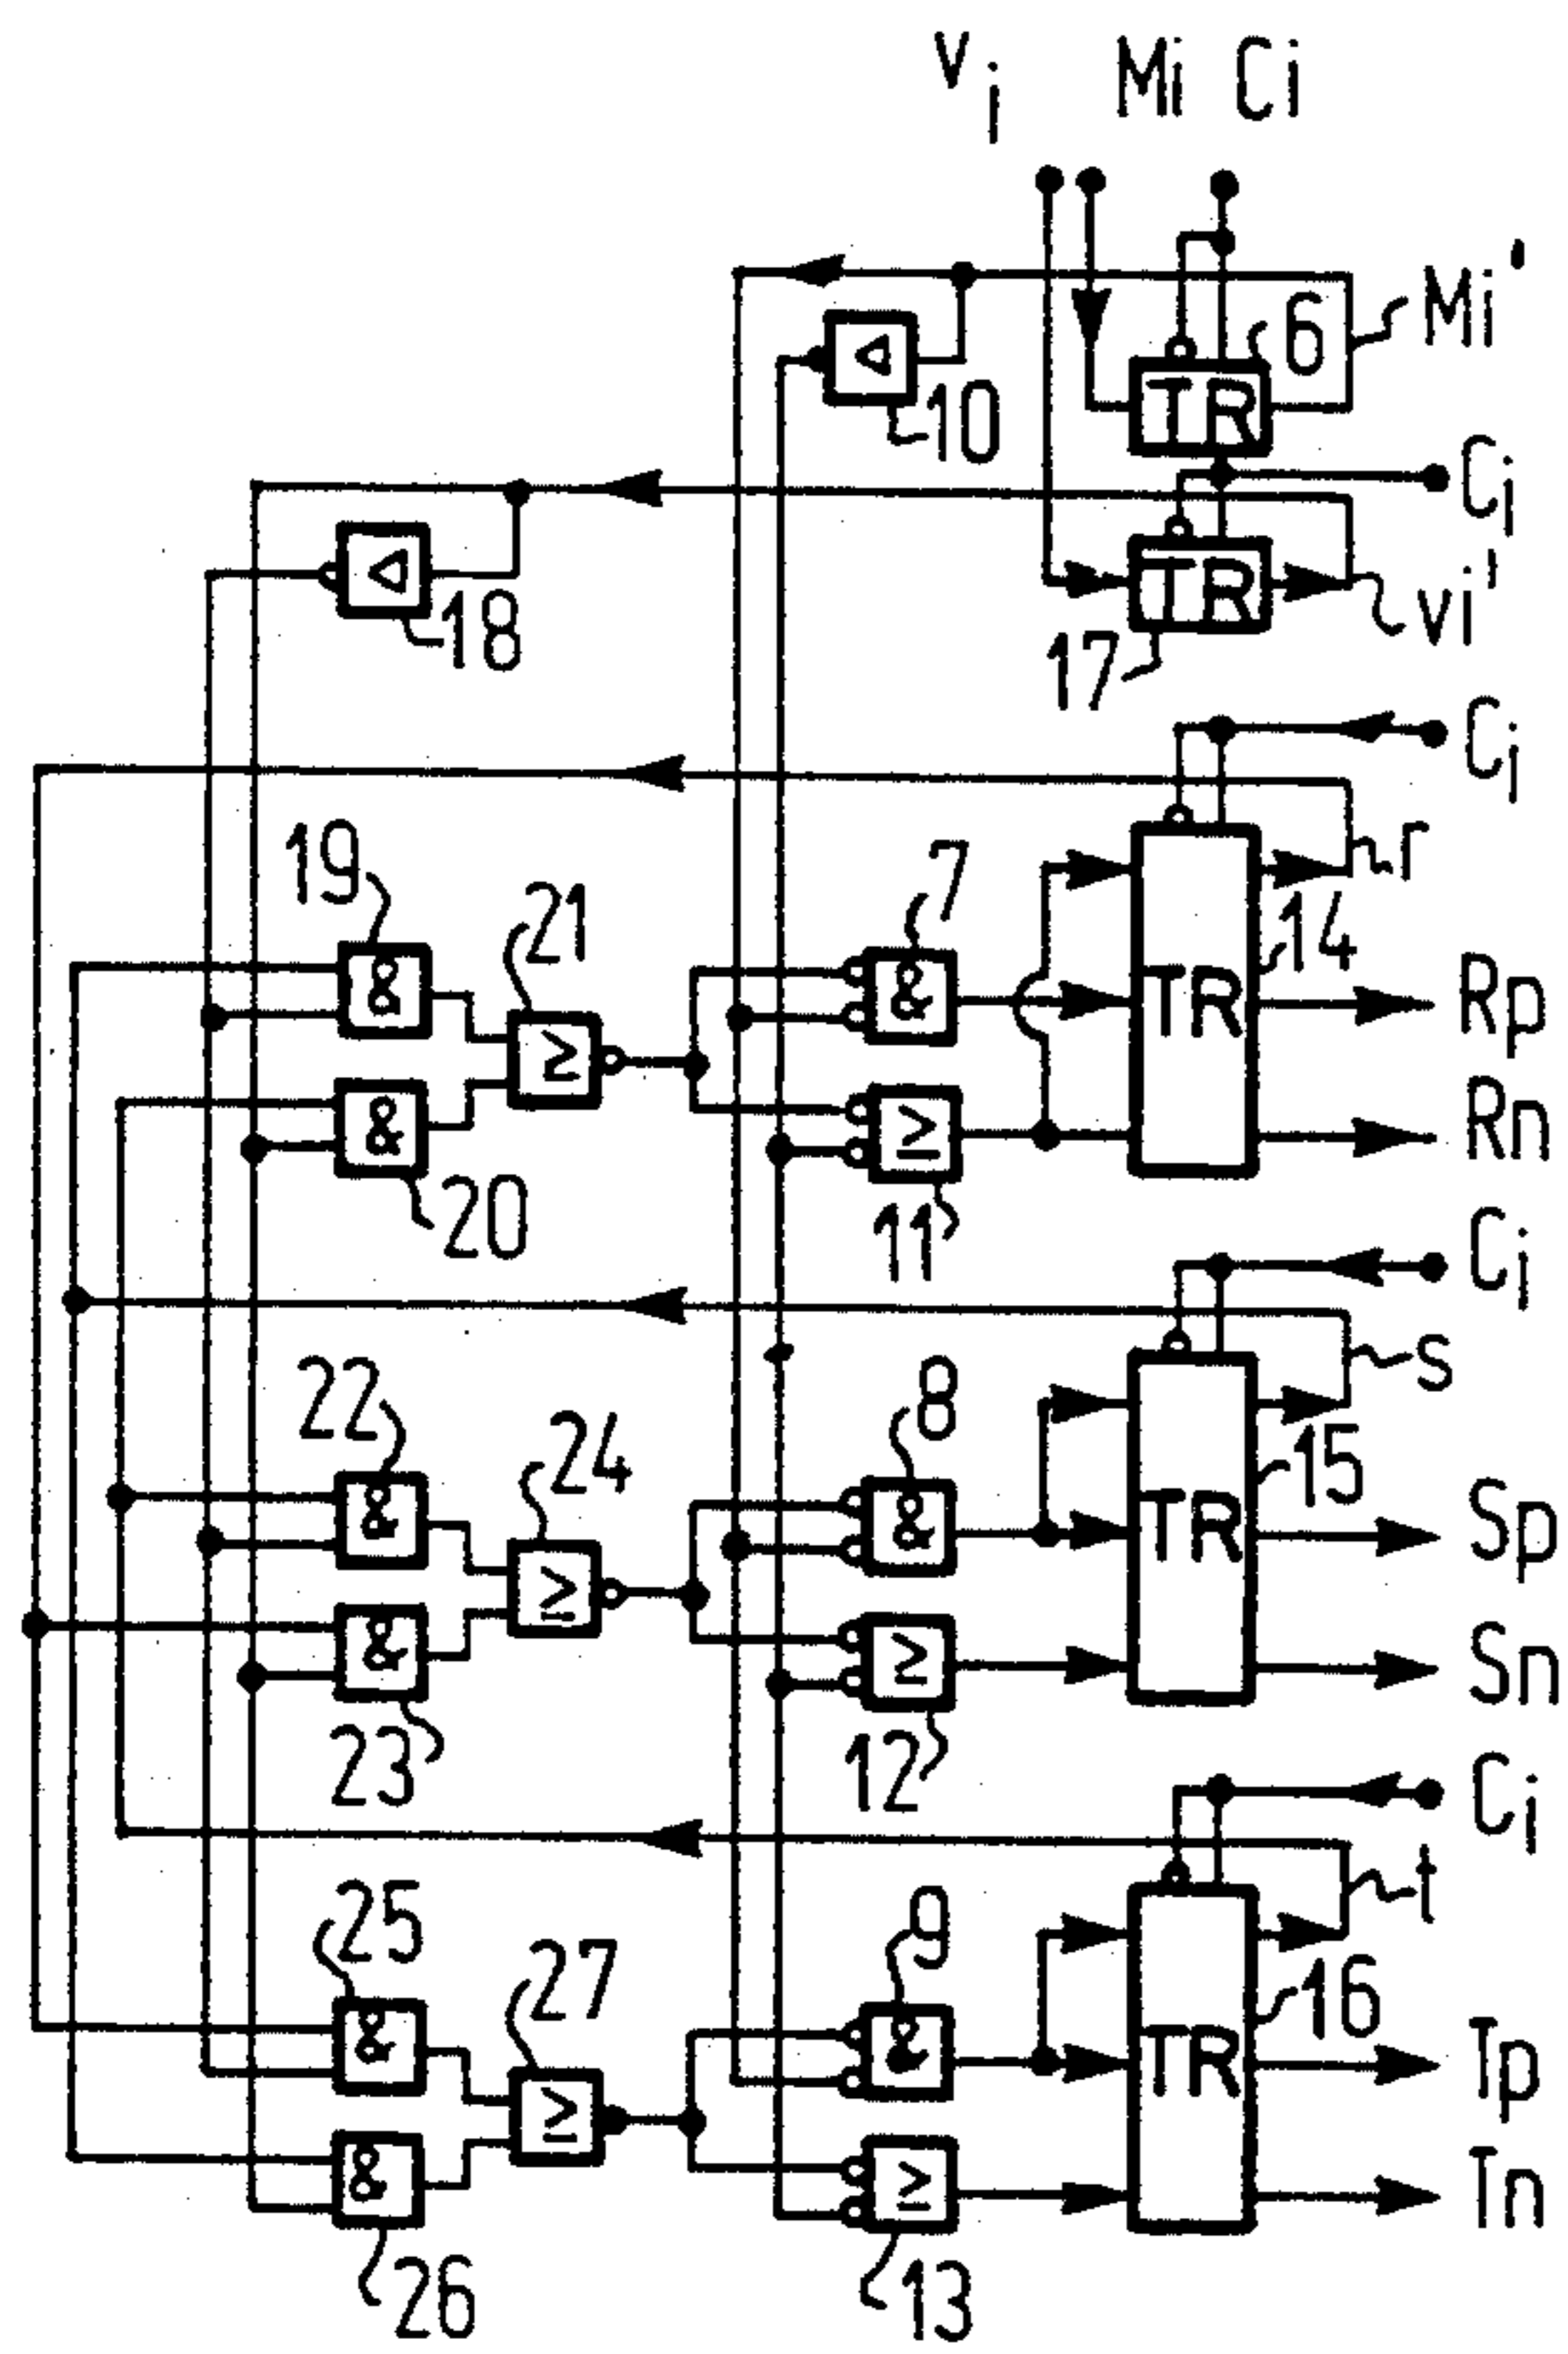 vi Mi Ci
Mi'
6
TR
◁
10
Ci
◁
18
TR
vi'
17
Ci
r
19
&
21
≥
7
&
14
TR
Rp
&
20
≥
11
Rn
Ci
s
22
&
24
≥
8
&
15
TR
Sp
&
23
≥
12
Sn
Ci
t
25
&
27
≥
9
&
16
TR
Tp
&
26
≥
13
Tn